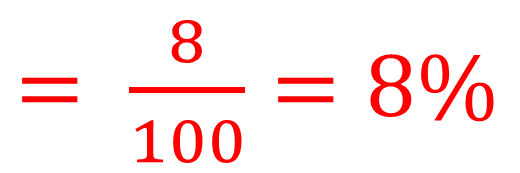 = 8/100 = 8%